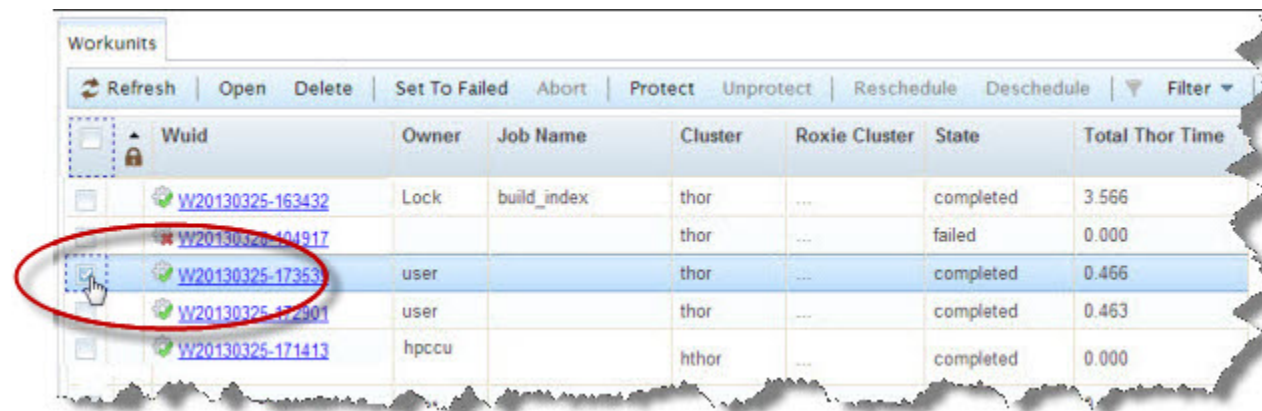 Workunits
Refresh Open Delete Set To Failed Abort Protect Unprotect Reschedule Deschedule Filter
Wuid Owner Job Name Cluster Roxie Cluster State Total Thor Time
W20130325-163432 Lock build_index thor ... completed 3.566
thor ... failed 0.000
user thor ... completed 0.466
W20130325-172901 user thor ... completed 0.463
W20130325-171413 hpccu hthor ... completed 0.000